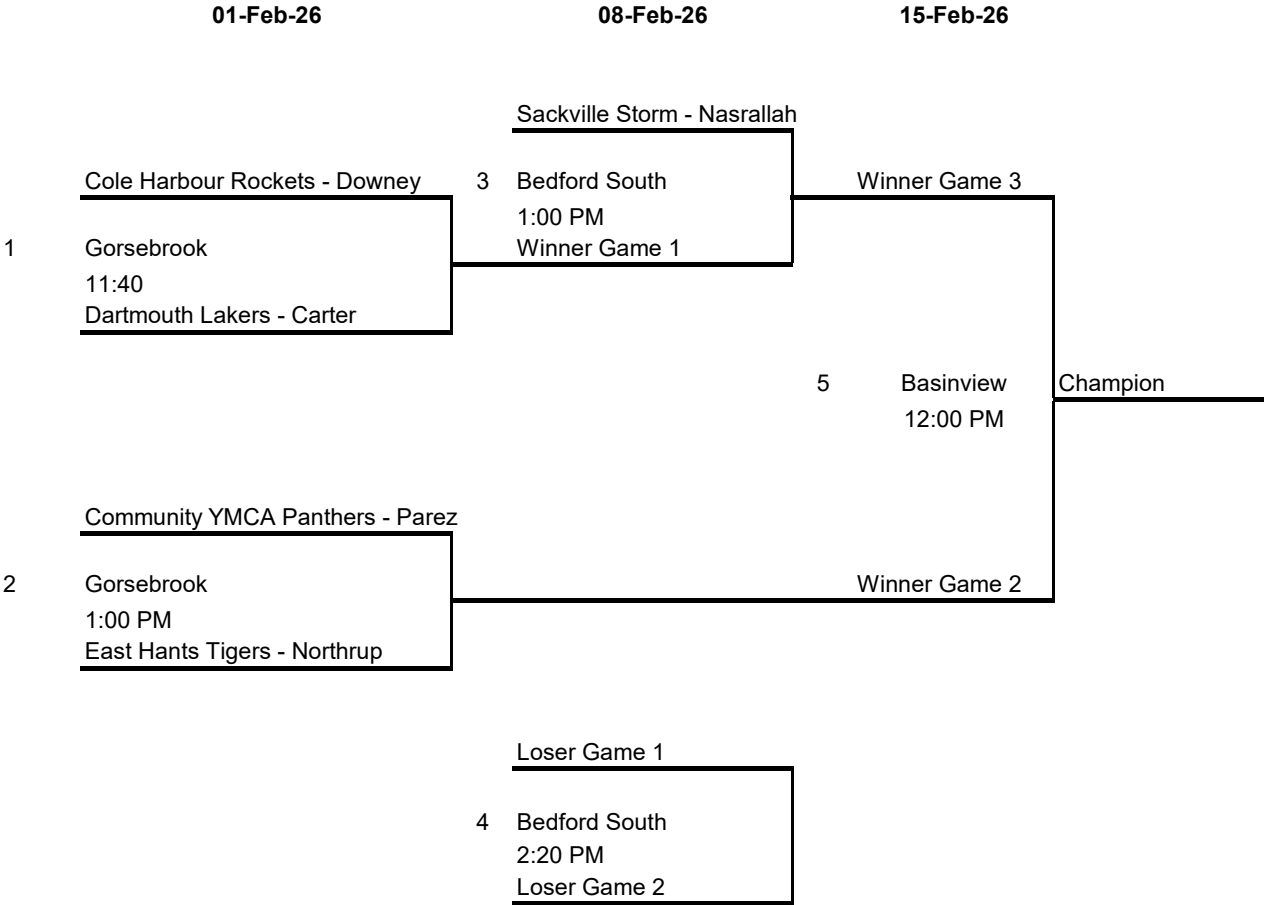 01-Feb-26 08-Feb-26 15-Feb-26
Sackville Storm - Nasrallah
Cole Harbour Rockets - Downey 3 Bedford South Winner Game 3
1:00 PM
1 Gorsebrook Winner Game 1
11:40
Dartmouth Lakers - Carter
5 Basinview Champion
12:00 PM
Community YMCA Panthers - Parez
2 Gorsebrook Winner Game 2
1:00 PM
East Hants Tigers - Northrup
Loser Game 1
4 Bedford South
2:20 PM
Loser Game 2